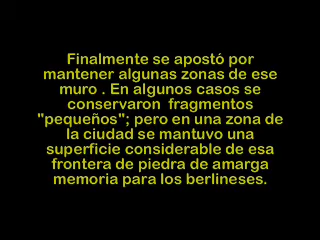 Finalmente se apostó por
mantener algunas zonas de ese
muro . En algunos casos se
conservaron  fragmentos
"pequeños"; pero en una zona de
la ciudad se mantuvo una
superficie considerable de esa
frontera de piedra de amarga
memoria para los berlineses.